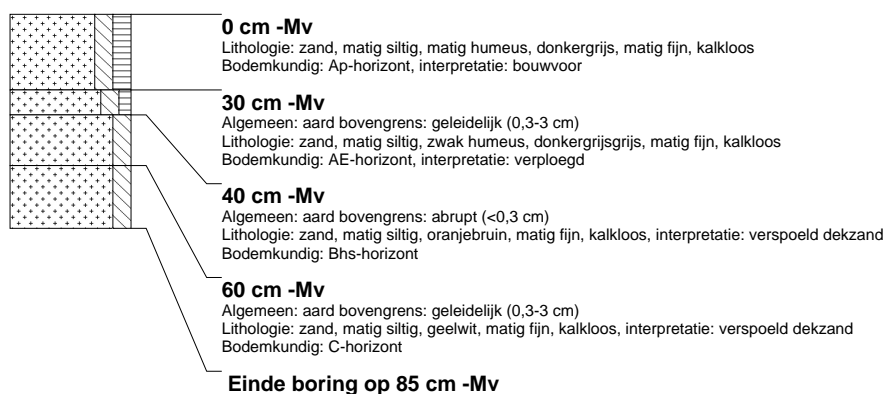 0 cm -Mv
Lithologie: zand, matig siltig, matig humeus, donkergrijs, matig fijn, kalkloos
Bodemkundig: Ap-horizont, interpretatie: bouwvoor
30 cm -Mv
Algemeen: aard bovengrens: geleidelijk (0,3-3 cm)
Lithologie: zand, matig siltig, zwak humeus, donkergrijsgrijs, matig fijn, kalkloos
Bodemkundig: AE-horizont, interpretatie: verploegd
40 cm -Mv
Algemeen: aard bovengrens: abrupt (<0,3 cm)
Lithologie: zand, matig siltig, oranjebruin, matig fijn, kalkloos, interpretatie: verspoeld dekzand
Bodemkundig: Bhs-horizont
60 cm -Mv
Algemeen: aard bovengrens: geleidelijk (0,3-3 cm)
Lithologie: zand, matig siltig, geelwit, matig fijn, kalkloos, interpretatie: verspoeld dekzand
Bodemkundig: C-horizont
Einde boring op 85 cm -Mv